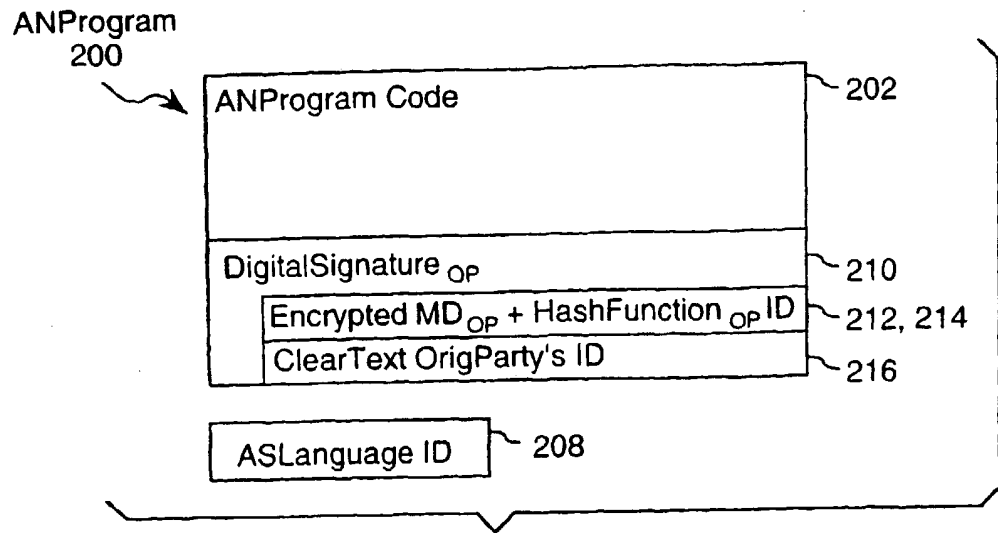 ANProgram
200
ANProgram Code
202
DigitalSignature OP
210
Encrypted MD OP + HashFunction OP ID
212, 214
ClearText OrigParty's ID
216
ASLanguage ID
208